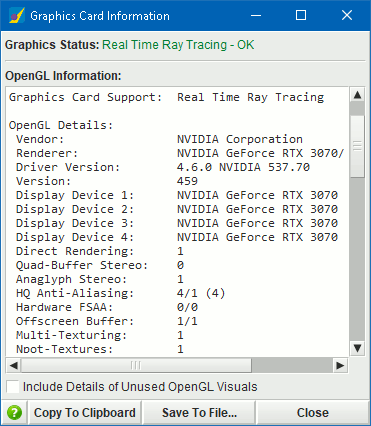 Graphics Card Information
Graphics Status: Real Time Ray Tracing - OK
OpenGL Information:
Graphics Card Support: Real Time Ray Tracing
OpenGL Details:
Vendor: NVIDIA Corporation
Renderer: NVIDIA GeForce RTX 3070/
Driver Version: 4.6.0 NVIDIA 537.70
Version: 459
Display Device 1: NVIDIA GeForce RTX 3070
Display Device 2: NVIDIA GeForce RTX 3070
Display Device 3: NVIDIA GeForce RTX 3070
Display Device 4: NVIDIA GeForce RTX 3070
Direct Rendering: 1
Quad-Buffer Stereo: 0
Anaglyph Stereo: 1
HQ Anti-Aliasing: 4/1 (4)
Hardware FSAA: 0/0
Offscreen Buffer: 1/1
Multi-Texturing: 1
Npot-Textures: 1
Include Details of Unused OpenGL Visuals
? Copy To Clipboard Save To File... Close